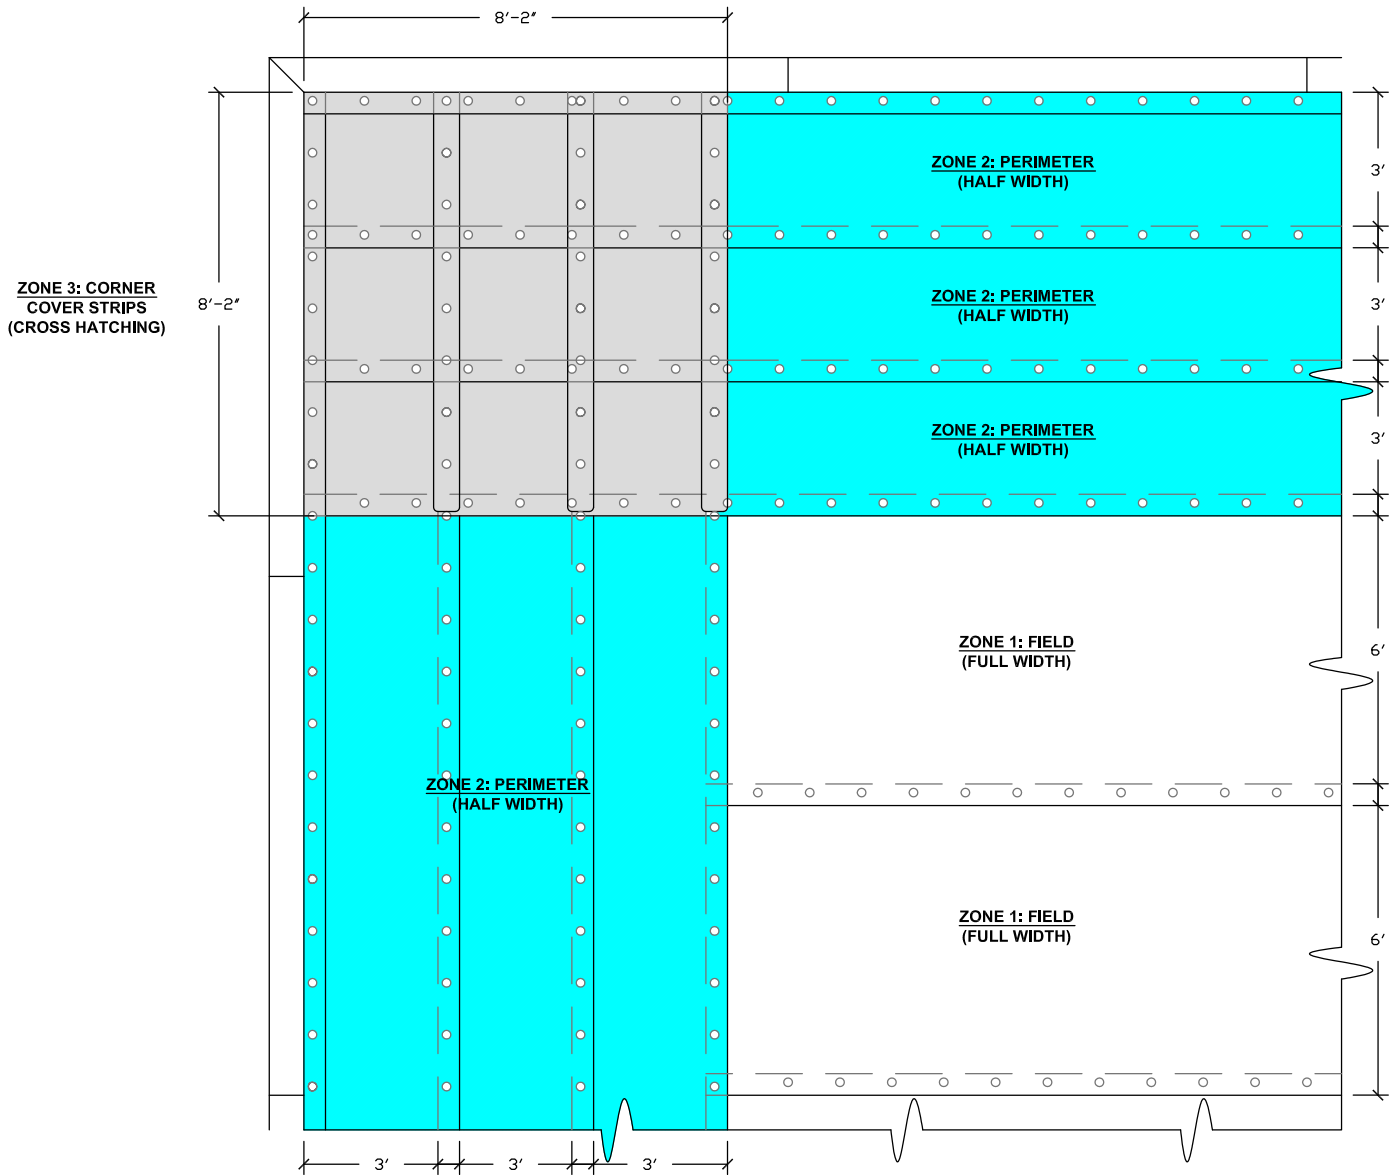 8'-2"
ZONE 2: PERIMETER
(HALF WIDTH)
3'
ZONE 3: CORNER
COVER STRIPS
(CROSS HATCHING)
8'-2"
ZONE 2: PERIMETER
(HALF WIDTH)
3'
ZONE 2: PERIMETER
(HALF WIDTH)
3'
ZONE 1: FIELD
(FULL WIDTH)
6'
ZONE 2: PERIMETER
(HALF WIDTH)
ZONE 1: FIELD
(FULL WIDTH)
6'
3'
3'
3'